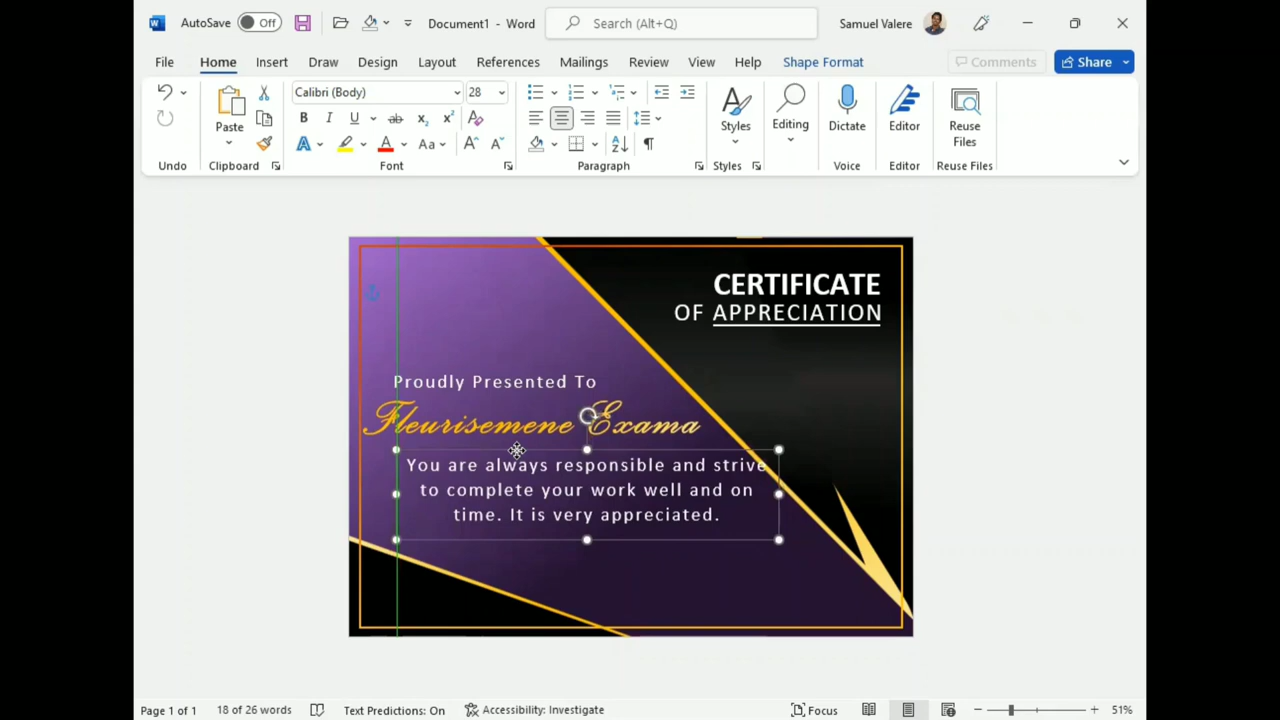 AutoSave Off Document1 - Word Search (Alt+Q) Samuel Valere
File Home Insert Draw Design Layout References Mailings Review View Help Shape Format Comments Share
Calibri (Body) 28
Paste
Styles
Editing
Dictate
Editor
Reuse
Files
Undo Clipboard Font Paragraph Styles Voice Editor Reuse Files
CERTIFICATE
OF APPRECIATION
Proudly Presented To
Fleurisemene Exama
You are always responsible and strive
to complete your work well and on
time. It is very appreciated.
Page 1 of 1 18 of 26 words Text Predictions: On Accessibility: Investigate Focus 51%